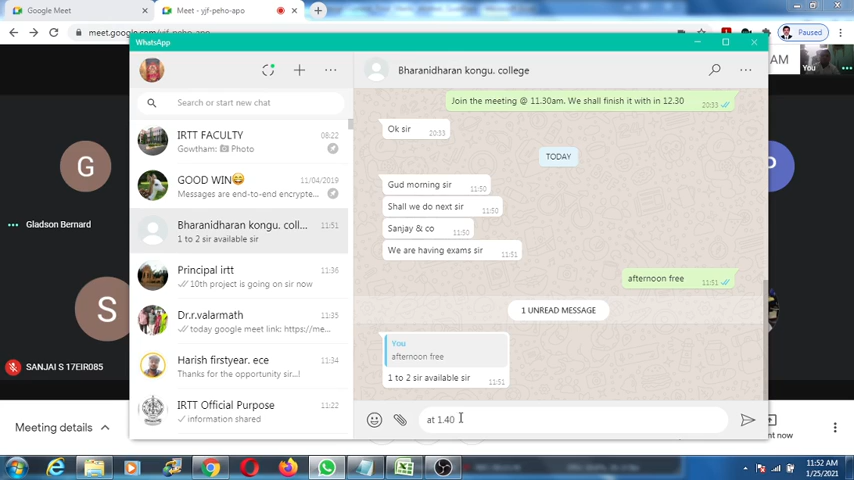 Google Meet
Meet - yjf-peho-apo
meet.google.com/yjf-peho-apo
Paused
WhatsApp
AM
Search or start new chat
IRTT FACULTY
08:22
Gowtham: Photo
GOOD WIN😅
11/04/2019
Messages are end-to-end encrypte...
Bharanidharan kongu. coll...
11:51
1 to 2 sir available sir
Principal irtt
11:36
10th project is going on sir now
Dr.r.valarmath
11:35
today google meet link: https://me...
Harish firstyear. ece
11:34
Thanks for the opportunity sir...!
IRTT Official Purpose
11:22
information shared
Bharanidharan kongu. college
Join the meeting @ 11.30am. We shall finish it with in 12.30
20:33
Ok sir
20:33
TODAY
Gud morning sir
11:50
Shall we do next sir
11:50
Sanjay & co
11:50
We are having exams sir
11:51
afternoon free
11:51
1 UNREAD MESSAGE
You
afternoon free
1 to 2 sir available sir
11:51
at 1.40
G
Gladson Bernard
S
SANJAI S 17EIR085
P
Meeting details
nt now
11:52 AM
1/25/2021